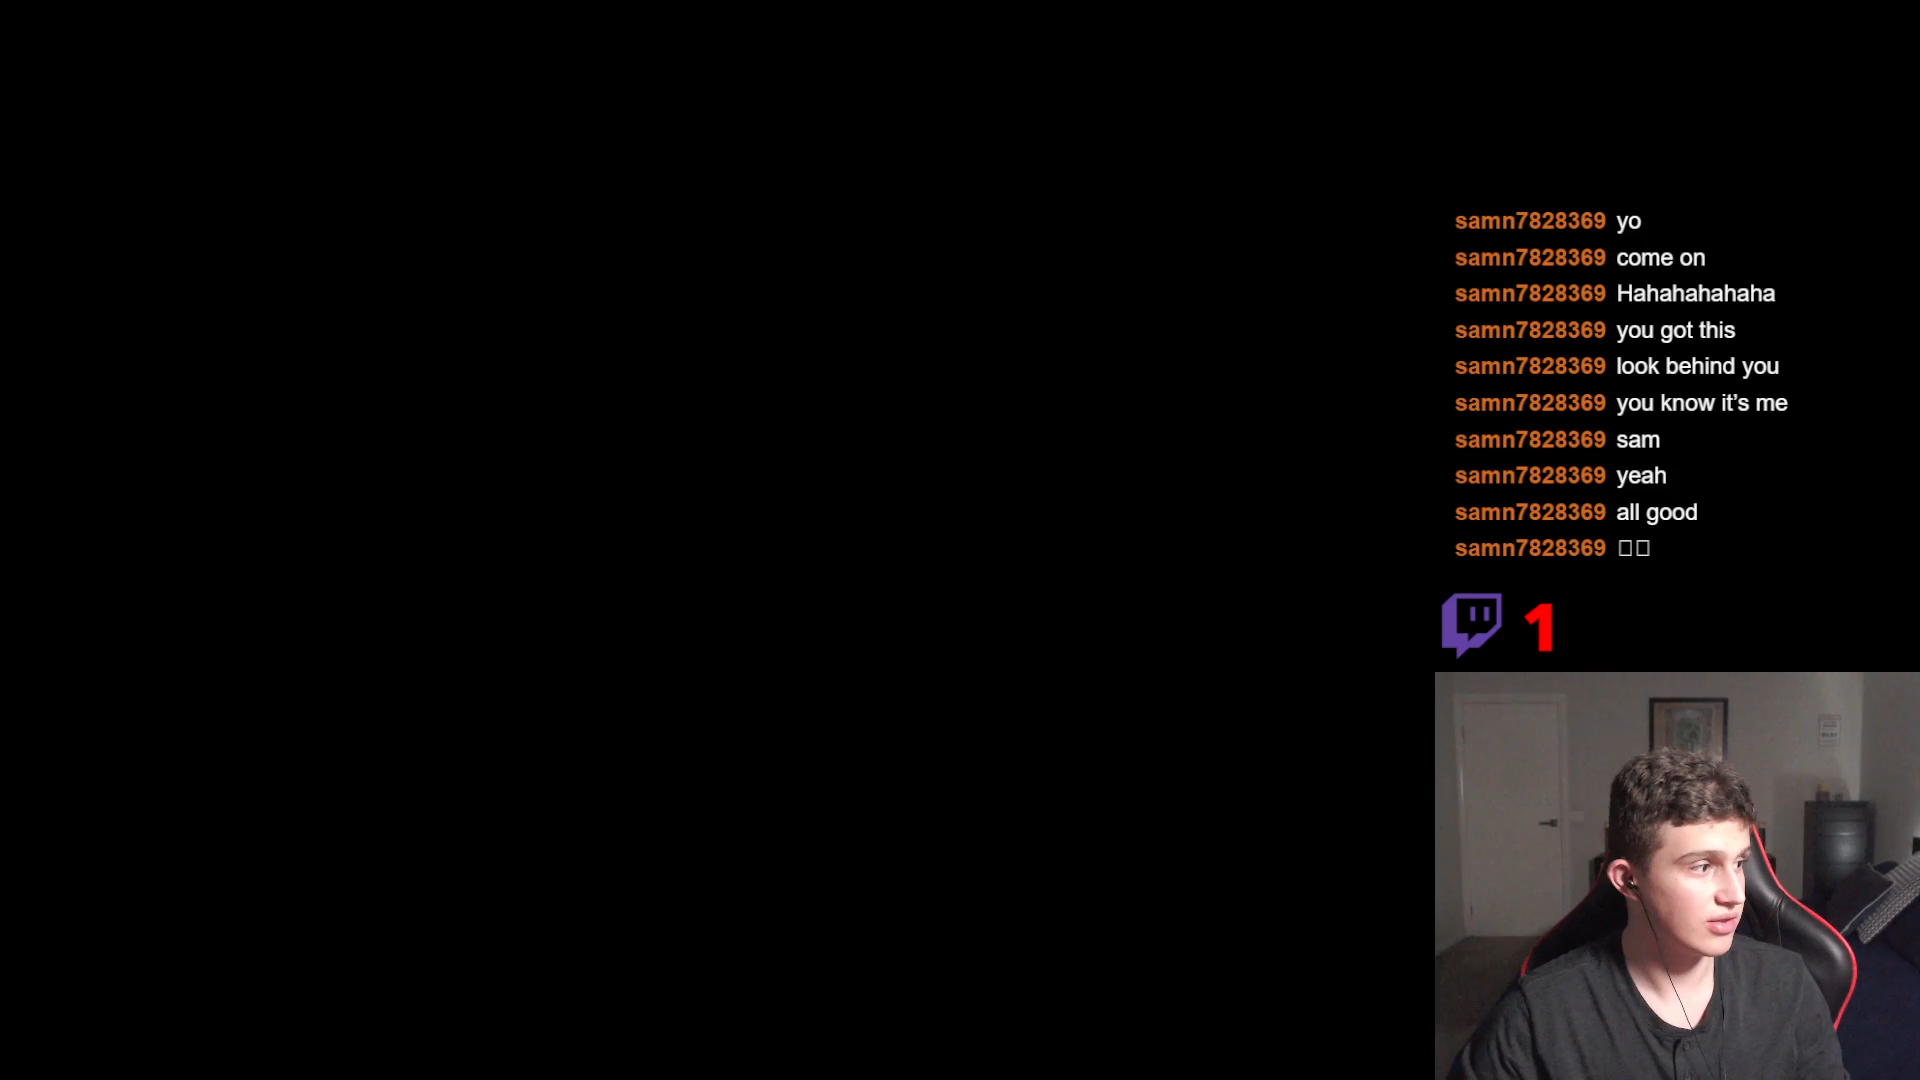 samn7828369 yo
samn7828369 come on
samn7828369 Hahahahahaha
samn7828369 you got this
samn7828369 look behind you
samn7828369 you know it's me
samn7828369 sam
samn7828369 yeah
samn7828369 all good
samn7828369
1